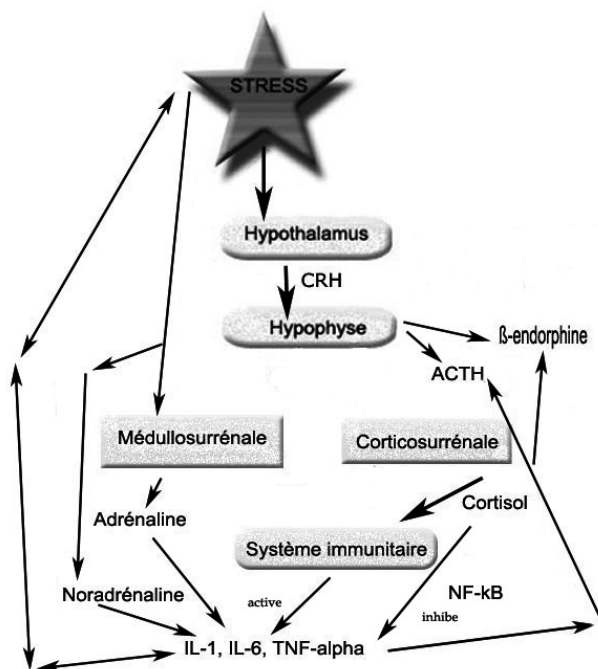 STRESS
Hypothalamus
CRH
Hypophyse
ß-endorphine
ACTH
Médullosurrénale
Corticosurrénale
Adrénaline
Cortisol
Système immunitaire
Noradrénaline
active
NF-kB
inhibe
IL-1, IL-6, TNF-alpha